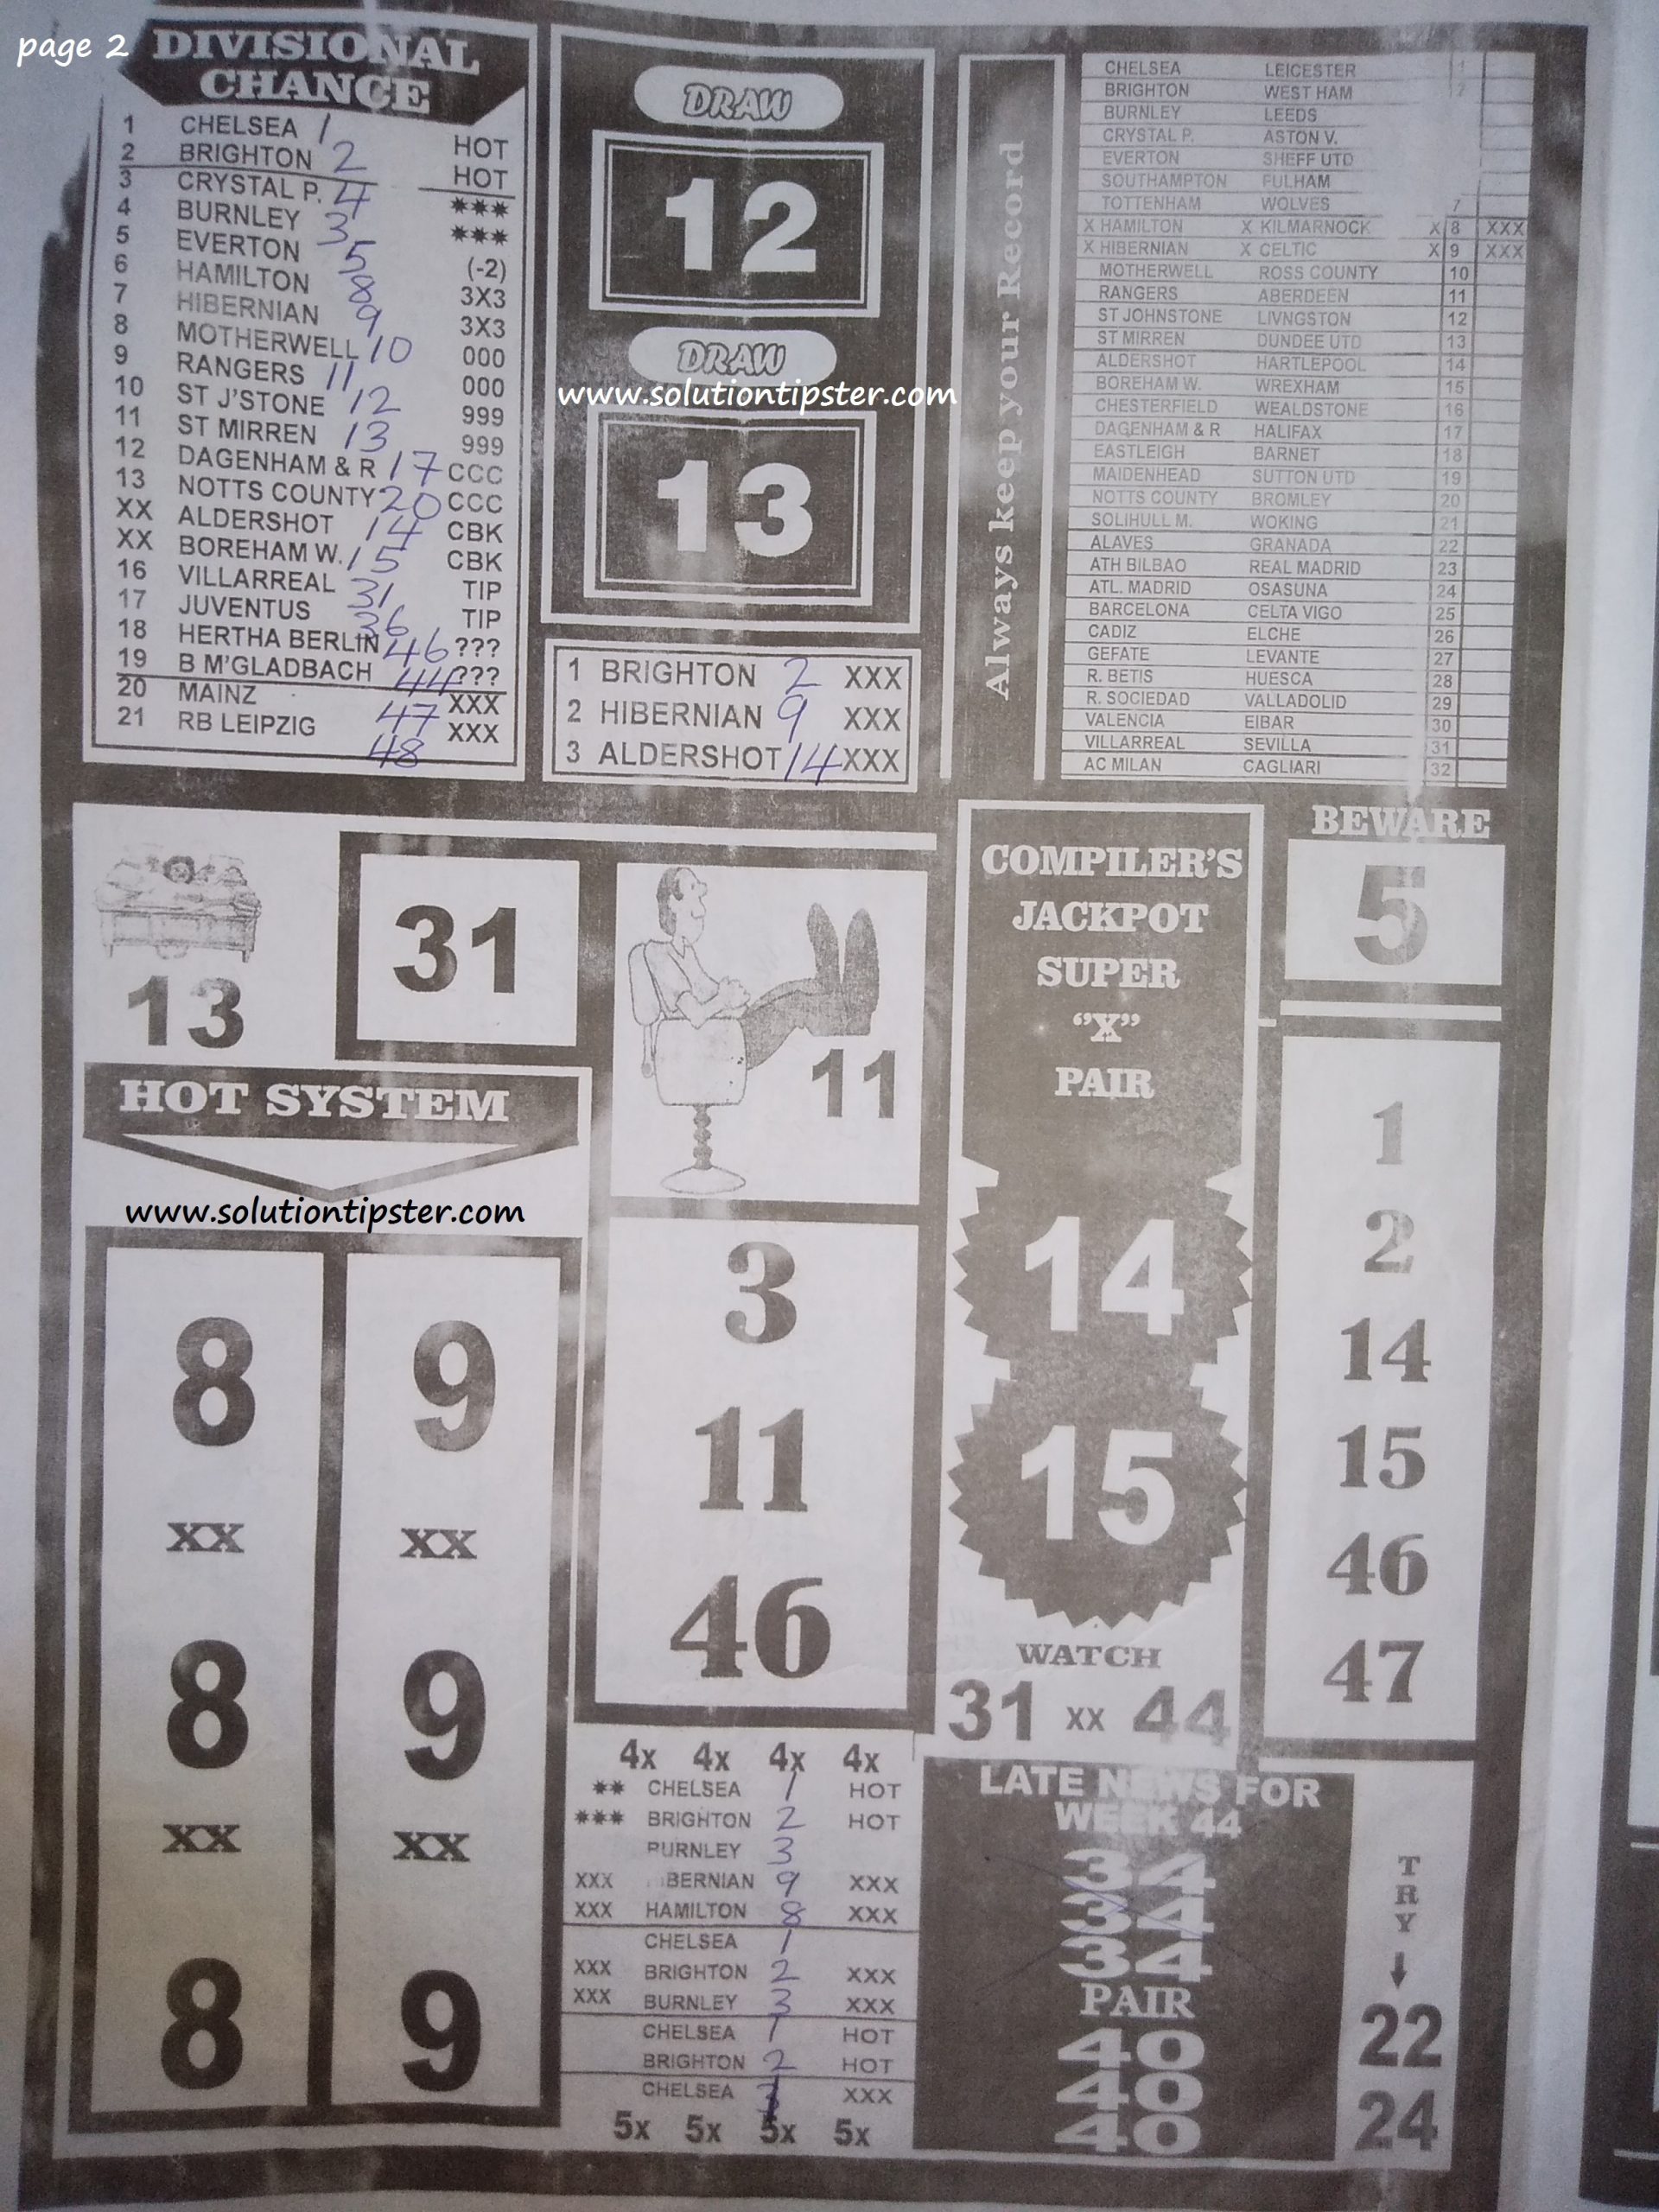 page 2
DIVISIONAL
CHANCE
1 CHELSEA 1 HOT
2 BRIGHTON 2 HOT
3 CRYSTAL P. 4 ✷✷✷
4 BURNLEY 3 ✷✷✷
5 EVERTON 5 (-2)
6 HAMILTON 8 3X3
7 HIBERNIAN 9 3X3
8 MOTHERWELL 10 000
9 RANGERS 11 000
10 ST J'STONE 12 999
11 ST MIRREN 13 999
12 DAGENHAM & R 17 CCC
13 NOTTS COUNTY 20 CCC
XX ALDERSHOT 14 CBK
XX BOREHAM W. 15 CBK
16 VILLARREAL 31 TIP
17 JUVENTUS 36 TIP
18 HERTHA BERLIN 46 ???
19 B M'GLADBACH 44 ???
20 MAINZ 47 XXX
21 RB LEIPZIG 48 XXX
DRAW
12
DRAW
www.solutiontipster.com
13
1 BRIGHTON 2 XXX
2 HIBERNIAN 9 XXX
3 ALDERSHOT 14 XXX
Always keep your Record
CHELSEA LEICESTER 1
BRIGHTON WEST HAM 2
BURNLEY LEEDS
CRYSTAL P. ASTON V.
EVERTON SHEFF UTD
SOUTHAMPTON FULHAM
TOTTENHAM WOLVES 7
X HAMILTON X KILMARNOCK X 8 XXX
X HIBERNIAN X CELTIC X 9 XXX
MOTHERWELL ROSS COUNTY 10
RANGERS ABERDEEN 11
ST JOHNSTONE LIVNGSTON 12
ST MIRREN DUNDEE UTD 13
ALDERSHOT HARTLEPOOL 14
BOREHAM W. WREXHAM 15
CHESTERFIELD WEALDSTONE 16
DAGENHAM & R HALIFAX 17
EASTLEIGH BARNET 18
MAIDENHEAD SUTTON UTD 19
NOTTS COUNTY BROMLEY 20
SOLIHULL M. WOKING 21
ALAVES GRANADA 22
ATH BILBAO REAL MADRID 23
ATL. MADRID OSASUNA 24
BARCELONA CELTA VIGO 25
CADIZ ELCHE 26
GEFATE LEVANTE 27
R. BETIS HUESCA 28
R. SOCIEDAD VALLADOLID 29
VALENCIA EIBAR 30
VILLARREAL SEVILLA 31
AC MILAN CAGLIARI 32
13
31
11
HOT SYSTEM
www.solutiontipster.com
8 9
XX XX
8 9
XX XX
8 9
3
11
46
COMPILER'S
JACKPOT
SUPER
"X"
PAIR
14
15
WATCH
31 XX 44
BEWARE
5
1
2
14
15
46
47
4x 4x 4x 4x
✷✷ CHELSEA 1 HOT
✷✷✷ BRIGHTON 2 HOT
BURNLEY 3
XXX BERNIAN 9 XXX
XXX HAMILTON 8 XXX
CHELSEA 1
XXX BRIGHTON 2 XXX
XXX BURNLEY 3 XXX
CHELSEA 1 HOT
BRIGHTON 2 HOT
CHELSEA XXX
5x 5x 5x 5x
LATE NEWS FOR
WEEK 44
34
34
34
PAIR
40
40
40
TRY
22
24